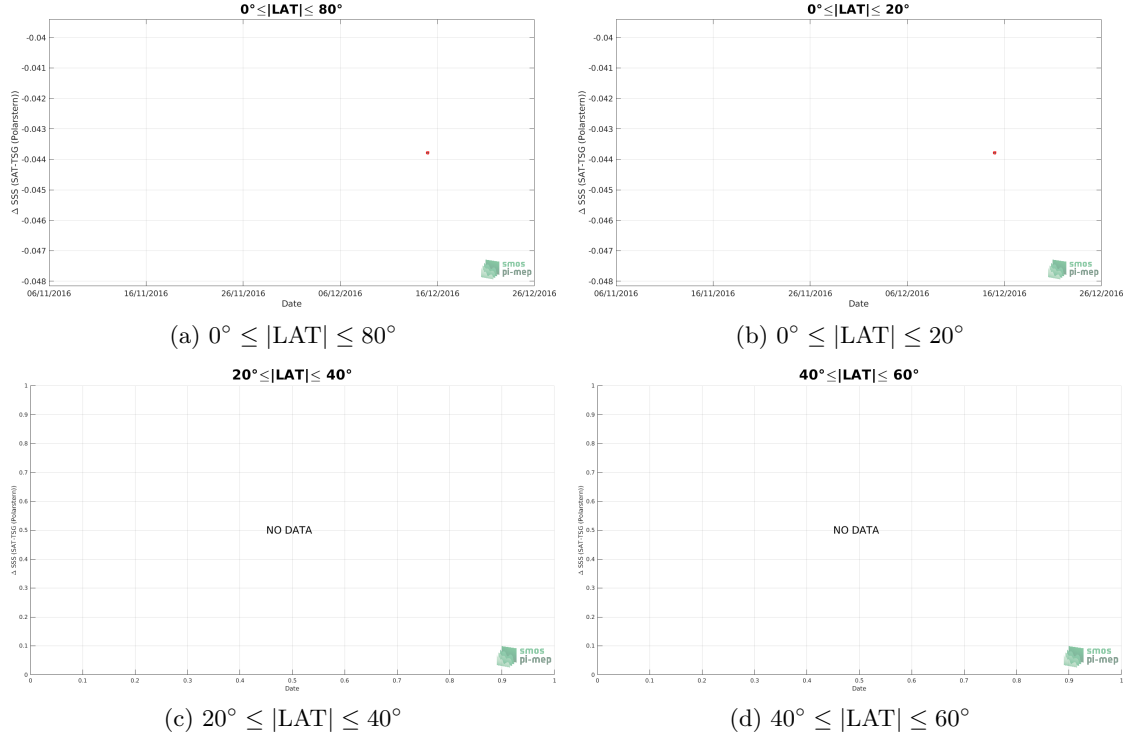 0°≤|LAT|≤ 80°
Δ SSS (SAT-TSG (Polarstern))
-0.04
-0.041
-0.042
-0.043
-0.044
-0.045
-0.046
-0.047
-0.048
06/11/2016 16/11/2016 26/11/2016 06/12/2016 16/12/2016 26/12/2016
Date
smos
pi-mep
(a) 0° ≤ |LAT| ≤ 80°
0°≤|LAT|≤ 20°
Δ SSS (SAT-TSG (Polarstern))
-0.04
-0.041
-0.042
-0.043
-0.044
-0.045
-0.046
-0.047
-0.048
06/11/2016 16/11/2016 26/11/2016 06/12/2016 16/12/2016 26/12/2016
Date
smos
pi-mep
(b) 0° ≤ |LAT| ≤ 20°
20°≤|LAT|≤ 40°
Δ SSS (SAT-TSG (Polarstern))
1
0.9
0.8
0.7
0.6
0.5
0.4
0.3
0.2
0.1
0
NO DATA
0 0.1 0.2 0.3 0.4 0.5 0.6 0.7 0.8 0.9 1
Date
smos
pi-mep
(c) 20° ≤ |LAT| ≤ 40°
40°≤|LAT|≤ 60°
Δ SSS (SAT-TSG (Polarstern))
1
0.9
0.8
0.7
0.6
0.5
0.4
0.3
0.2
0.1
0
NO DATA
0 0.1 0.2 0.3 0.4 0.5 0.6 0.7 0.8 0.9 1
Date
smos
pi-mep
(d) 40° ≤ |LAT| ≤ 60°